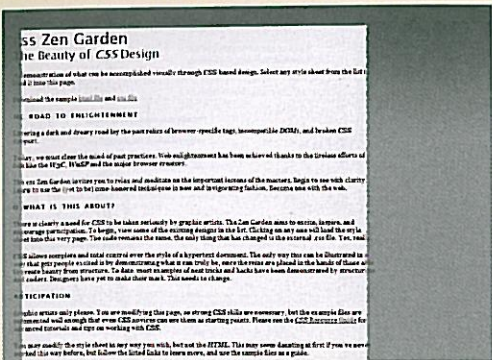 ss Zen Garden
he Beauty of CSS Design
emonstration of what can be accomplished visually through CSS-based design. Select any style sheet from the list t
d it into this page.
ownload the sample html file and css file
ROAD TO ENLIGHTENMENT
tering a dark and dreary road lay the past relics of browser-specific tags, incompatible DOMs, and broken CSS
pport.
oday, we must clear the mind of past practices. Web enlightenment has been achieved thanks to the tireless efforts of
like the W3C, WaSP and the major browser creators.
css Zen Garden invites you to relax and meditate on the important lessons of the masters. Begin to see with clarity.
arn to use the (yet to be) time-honored techniques in new and invigorating fashion. Become one with the web.
WHAT IS THIS ABOUT?
ere is clearly a need for CSS to be taken seriously by graphic artists. The Zen Garden aims to excite, inspire, and
courage participation. To begin, view some of the existing designs in the list. Clicking on any one will load the style
eet into this very page. The code remains the same, the only thing that has changed is the external .css file. Yes, real
CSS allows complete and total control over the style of a hypertext document. The only way this can be illustrated in a
y that gets people excited is by demonstrating what it can truly be, once the reins are placed in the hands of those a
create beauty from structure. To date, most examples of neat tricks and hacks have been demonstrated by structur
and coders. Designers have yet to make their mark. This needs to change.
RTICIPATION
phic artists only please. You are modifying this page, so strong CSS skills are necessary, but the example files are
mmented well enough that even CSS novices can use them as starting points. Please see the CSS Resource Guide for
vanced tutorials and tips on working with CSS.
ou may modify the style sheet in any way you wish, but not the HTML. This may seem daunting at first if you've neve
orked this way before, but follow the listed links to learn more, and use the sample files as a guide.